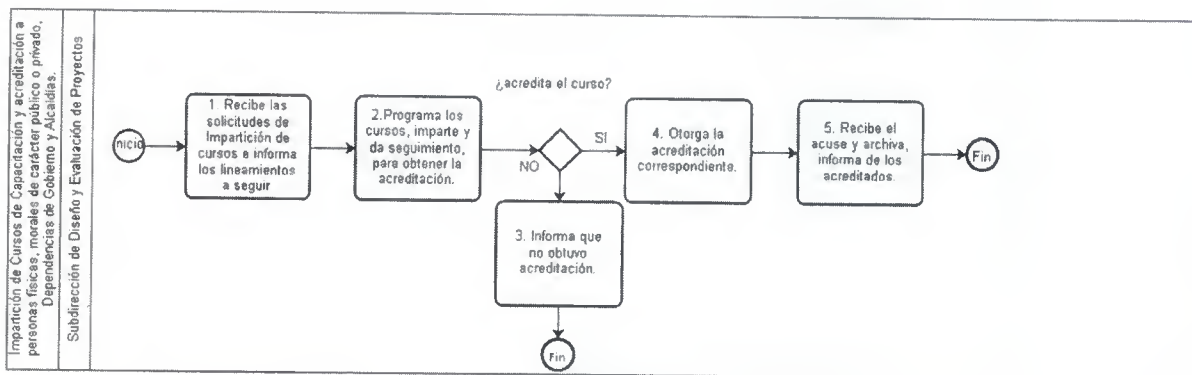 Impartición de Cursos de Capacitación y acreditación a
personas físicas, morales de carácter público o privado,
Dependencias de Gobierno y Alcaldías.
Subdirección de Diseño y Evaluación de Proyectos
Inicio
1. Recibe las
solicitudes de
Impartición de
cursos e informa
los lineamientos
a seguir
2.Programa los
cursos, imparte y
da seguimiento,
para obtener la
acreditación.
¿acredita el curso?
SI
NO
3. Informa que
no obtuvo
acreditación.
Fin
4. Otorga la
acreditación
correspondiente.
5. Recibe el
acuse y archiva,
informa de los
acreditados.
Fin